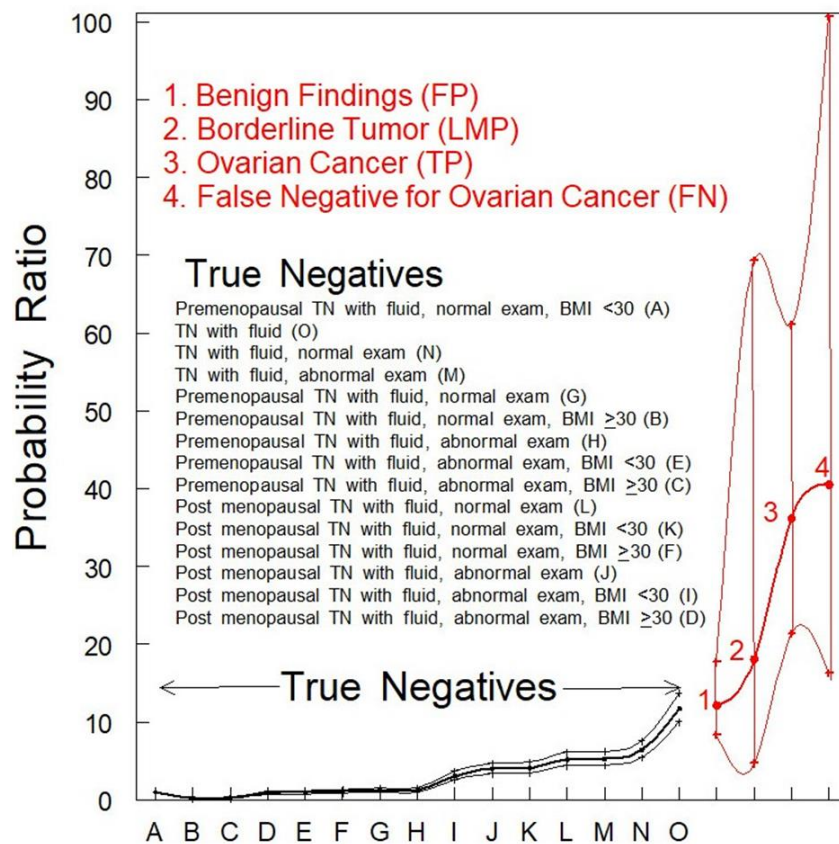 100
90
80
70
60
50
40
30
20
10
0
Probability Ratio
1. Benign Findings (FP)
2. Borderline Tumor (LMP)
3. Ovarian Cancer (TP)
4. False Negative for Ovarian Cancer (FN)
True Negatives
Premenopausal TN with fluid, normal exam, BMI <30 (A)
TN with fluid (O)
TN with fluid, normal exam (N)
TN with fluid, abnormal exam (M)
Premenopausal TN with fluid, normal exam (G)
Premenopausal TN with fluid, normal exam, BMI ≥30 (B)
Premenopausal TN with fluid, abnormal exam (H)
Premenopausal TN with fluid, abnormal exam, BMI <30 (E)
Premenopausal TN with fluid, abnormal exam, BMI ≥30 (C)
Post menopausal TN with fluid, normal exam (L)
Post menopausal TN with fluid, normal exam, BMI <30 (K)
Post menopausal TN with fluid, normal exam, BMI ≥30 (F)
Post menopausal TN with fluid, abnormal exam (J)
Post menopausal TN with fluid, abnormal exam, BMI <30 (I)
Post menopausal TN with fluid, abnormal exam, BMI ≥30 (D)
True Negatives
1
2
3
4
A B C D E F G H I J K L M N O